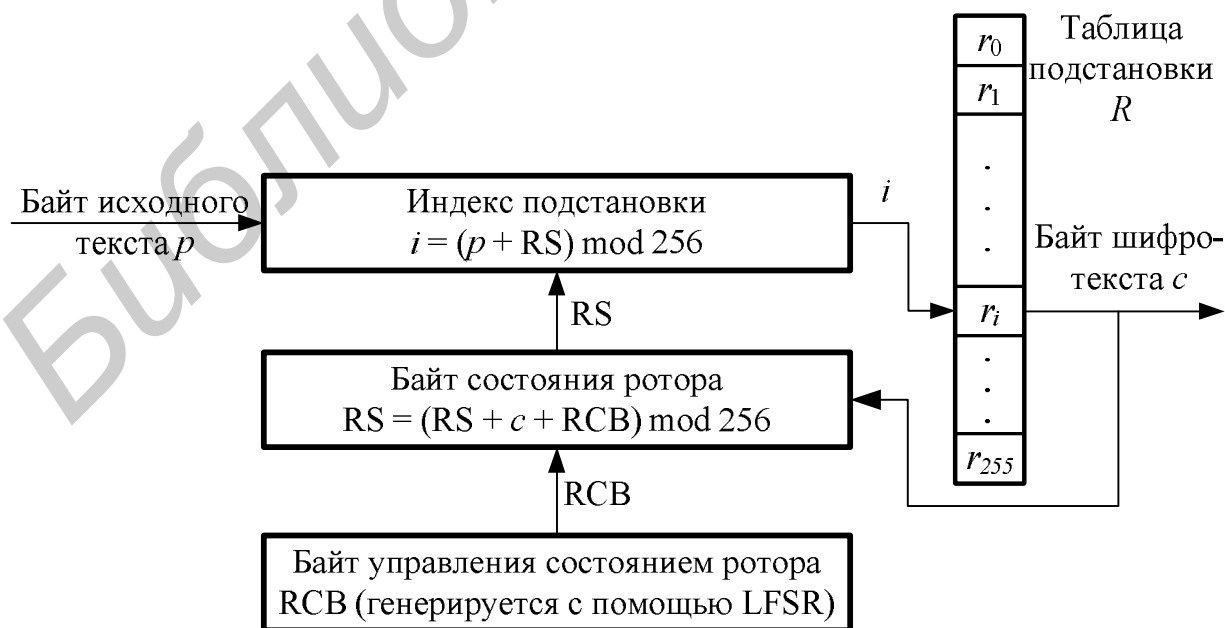 Библио
r0
r1
.
.
.
ri
.
.
.
r255
Таблица
подстановки
R
Байт исходного
текста p
Индекс подстановки
i = (p + RS) mod 256
i
Байт шифро-
текста c
RS
Байт состояния ротора
RS = (RS + c + RCB) mod 256
RCB
Байт управления состоянием ротора
RCB (генерируется с помощью LFSR)